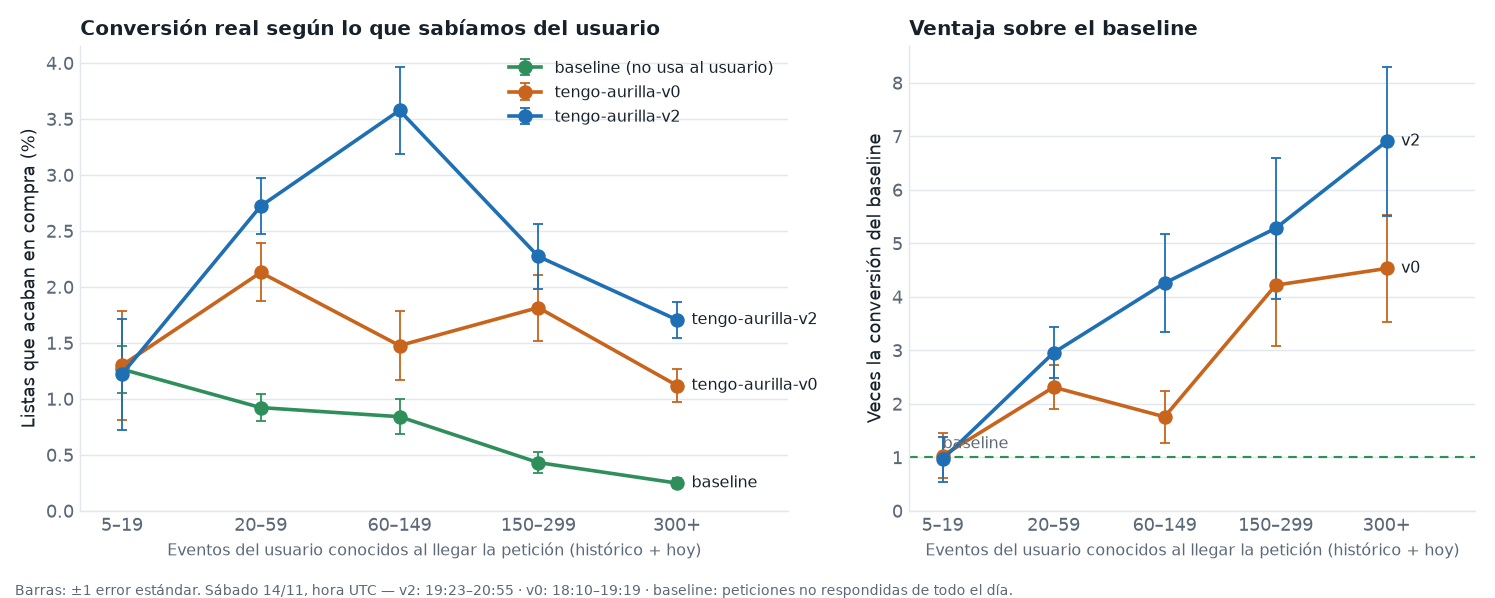 Conversión real según lo que sabíamos del usuario
Listas que acaban en compra (%)
4.0
3.5
3.0
2.5
2.0
1.5
1.0
0.5
0.0
baseline (no usa al usuario)
tengo-aurilla-v0
tengo-aurilla-v2
tengo-aurilla-v2
tengo-aurilla-v0
baseline
5–19 20–59 60–149 150–299 300+
Eventos del usuario conocidos al llegar la petición (histórico + hoy)
Ventaja sobre el baseline
Veces la conversión del baseline
8
7
6
5
4
3
2
1
0
v2
v0
baseline
5–19 20–59 60–149 150–299 300+
Eventos del usuario conocidos al llegar la petición (histórico + hoy)
Barras: ±1 error estándar. Sábado 14/11, hora UTC — v2: 19:23–20:55 · v0: 18:10–19:19 · baseline: peticiones no respondidas de todo el día.